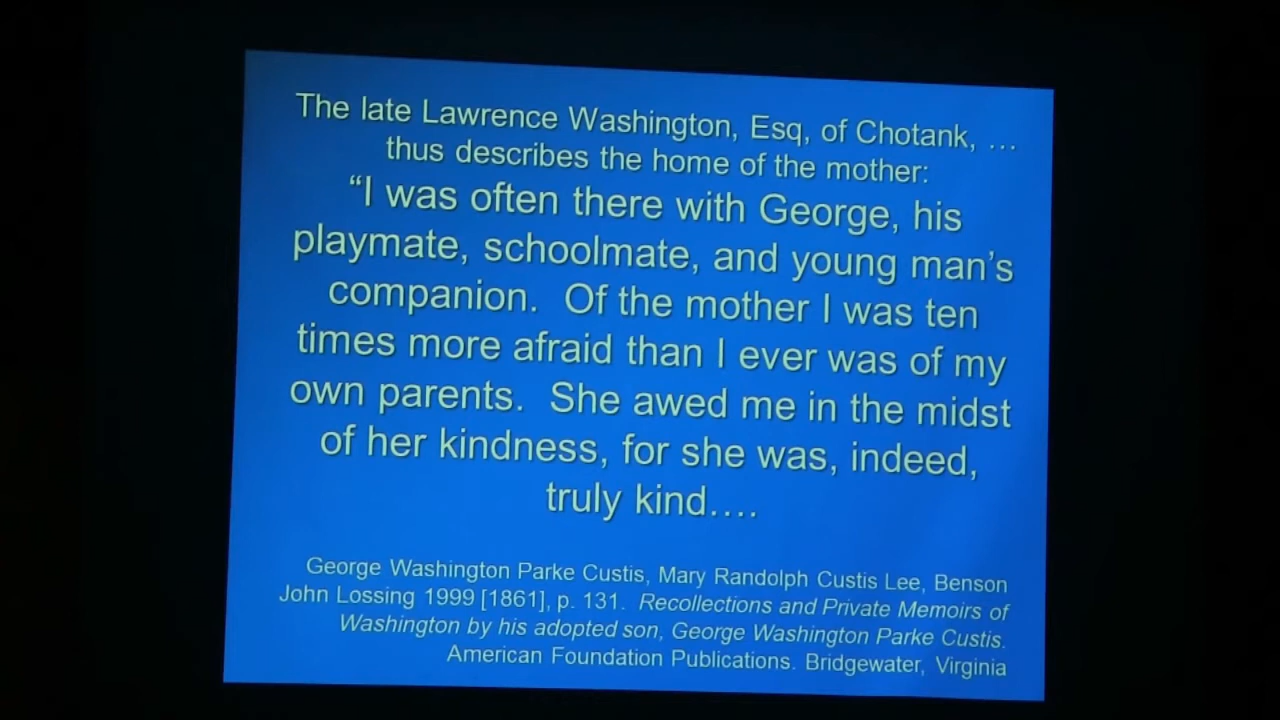 The late Lawrence Washington, Esq, of Chotank, …
thus describes the home of the mother:
“I was often there with George, his
playmate, schoolmate, and young man’s
companion.  Of the mother I was ten
times more afraid than I ever was of my
own parents.  She awed me in the midst
of her kindness, for she was, indeed,
truly kind….
George Washington Parke Custis, Mary Randolph Custis Lee, Benson
John Lossing 1999 [1861], p. 131.  Recollections and Private Memoirs of
Washington by his adopted son, George Washington Parke Custis.
American Foundation Publications. Bridgewater, Virginia